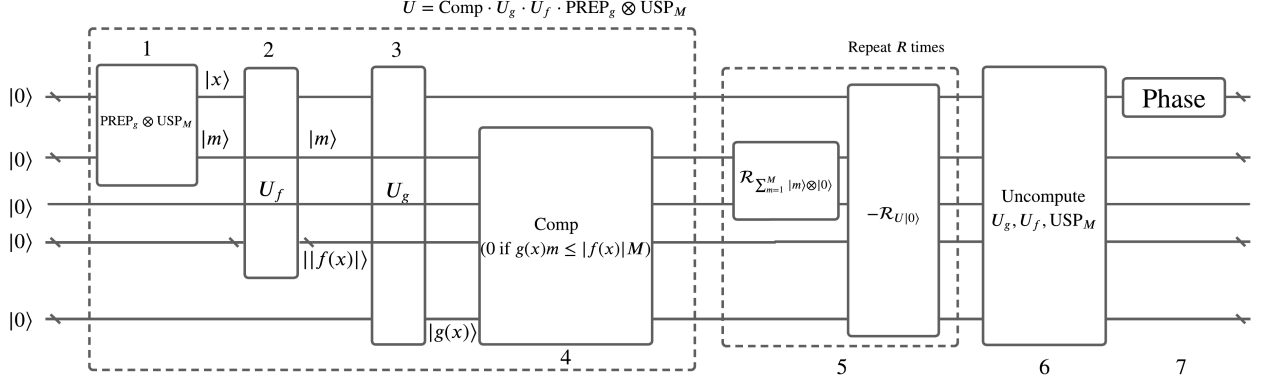 U = Comp · U_g · U_f · PREP_g ⊗ USP_M
1
2
3
Repeat R times
|0⟩
|x⟩
PREP_g ⊗ USP_M
Phase
|0⟩
|m⟩
|m⟩
U_f
U_g
R_{∑_{m=1}^{M} |m⟩⊗|0⟩}
|0⟩
−R_{U|0⟩}
Uncompute
U_g, U_f, USP_M
|0⟩
Comp
(0 if g(x)m ≤ |f(x)|M)
||f(x)|⟩
|0⟩
|g(x)⟩
4
5
6
7